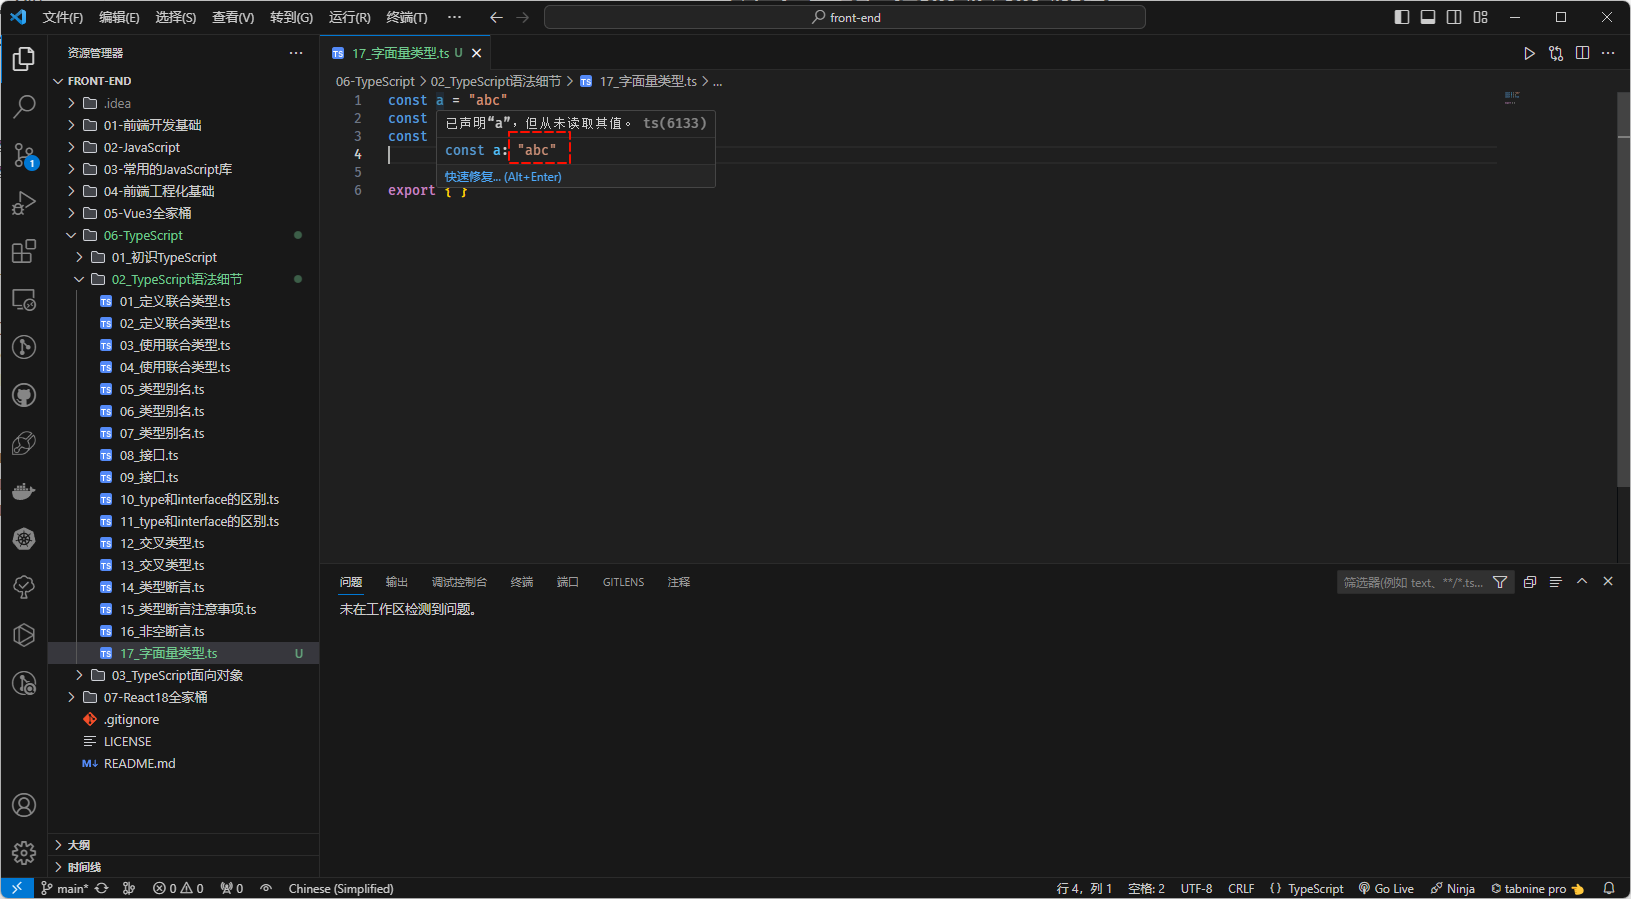 文件(F) 编辑(E) 选择(S) 查看(V) 转到(G) 运行(R) 终端(T) ··· front-end
资源管理器 ···
FRONT-END
.idea
01-前端开发基础
02-JavaScript
03-常用的JavaScript库
04-前端工程化基础
05-Vue3全家桶
06-TypeScript
01_初识TypeScript
02_TypeScript语法细节
01_定义联合类型.ts
02_定义联合类型.ts
03_使用联合类型.ts
04_使用联合类型.ts
05_类型别名.ts
06_类型别名.ts
07_类型别名.ts
08_接口.ts
09_接口.ts
10_type和interface的区别.ts
11_type和interface的区别.ts
12_交叉类型.ts
13_交叉类型.ts
14_类型断言.ts
15_类型断言注意事项.ts
16_非空断言.ts
17_字面量类型.ts U
03_TypeScript面向对象
07-React18全家桶
.gitignore
LICENSE
README.md
大纲
时间线
17_字面量类型.ts U
06-TypeScript > 02_TypeScript语法细节 > TS 17_字面量类型.ts > ...
1 const a = "abc"
2 const
3 const
4
5
6 export { }
已声明“a”，但从未读取其值。 ts(6133)
const a: "abc"
快速修复... (Alt+Enter)
问题 输出 调试控制台 终端 端口 GITLENS 注释
筛选器(例如 text、**/*.ts...
未在工作区检测到问题。
main* 0 0 0 Chinese (Simplified) 行 4，列 1 空格: 2 UTF-8 CRLF {} TypeScript Go Live Ninja tabnine pro